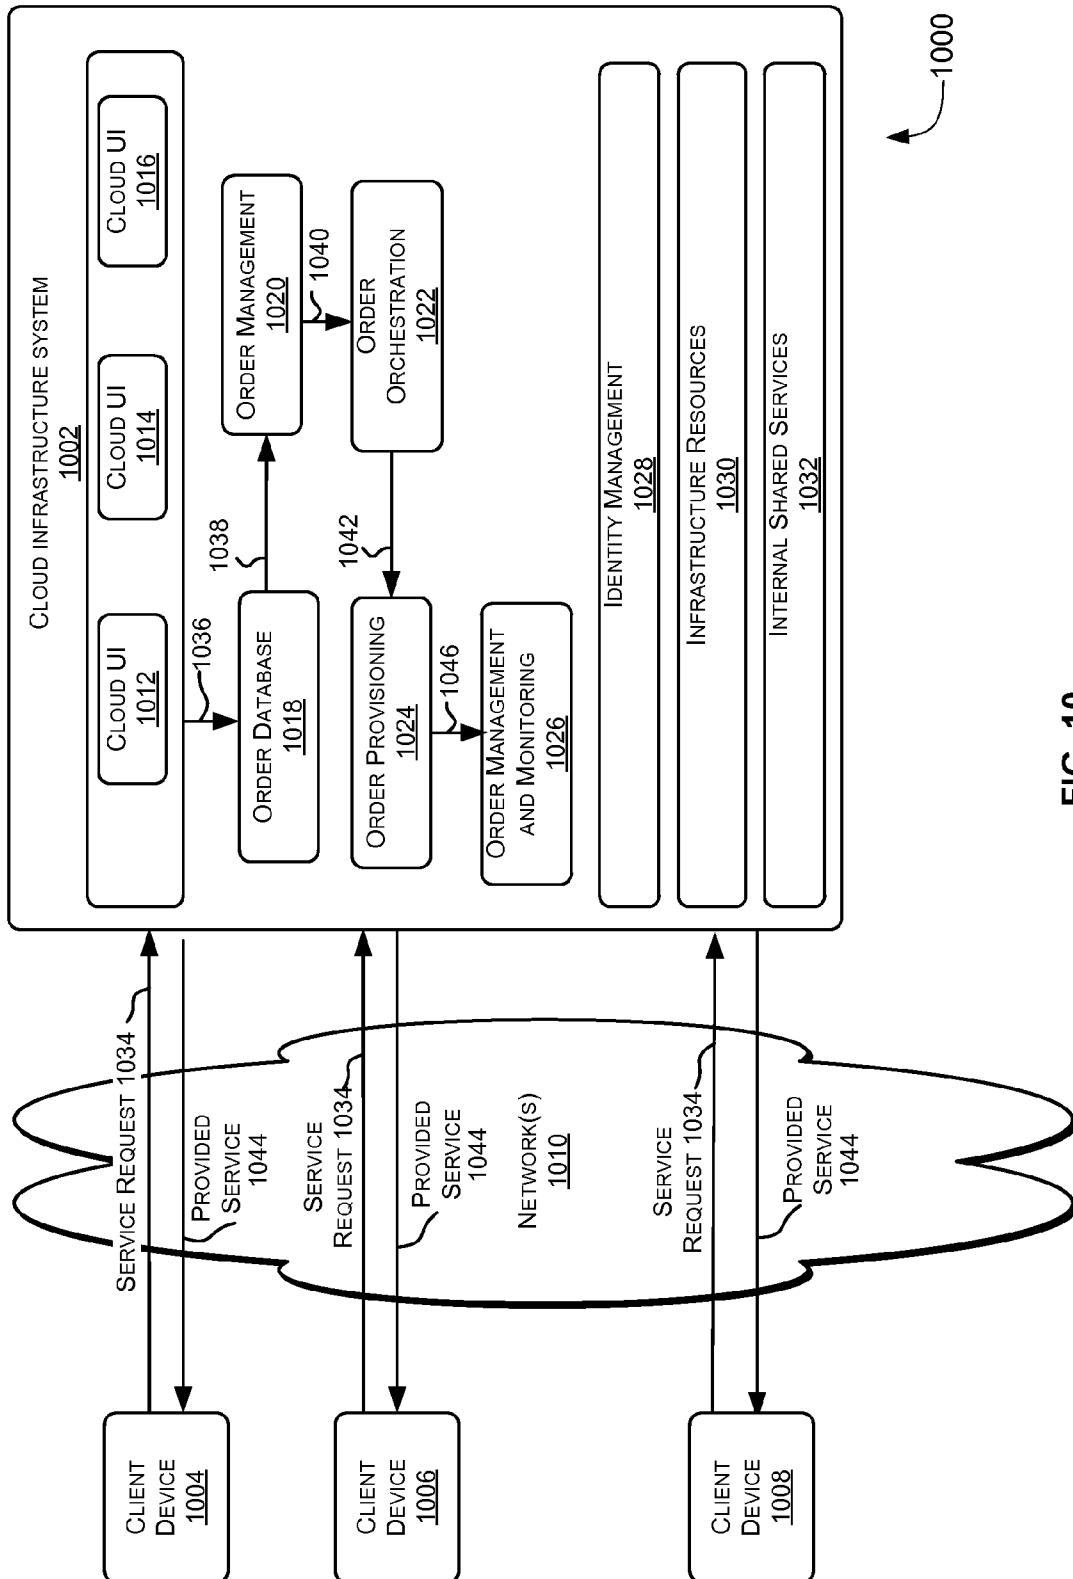 CLOUD INFRASTRUCTURE SYSTEM
1002
CLOUD UI
1012
CLOUD UI
1014
CLOUD UI
1016
1036
ORDER DATABASE
1018
1038
ORDER MANAGEMENT
1020
1040
ORDER
ORCHESTRATION
1022
1042
ORDER PROVISIONING
1024
1046
ORDER MANAGEMENT
AND MONITORING
1026
IDENTITY MANAGEMENT
1028
INFRASTRUCTURE RESOURCES
1030
INTERNAL SHARED SERVICES
1032
1000
SERVICE REQUEST 1034
PROVIDED
SERVICE
1044
SERVICE
REQUEST 1034
PROVIDED
SERVICE
1044
NETWORK(S)
1010
SERVICE
REQUEST 1034
PROVIDED
SERVICE
1044
CLIENT
DEVICE
1004
CLIENT
DEVICE
1006
CLIENT
DEVICE
1008
FIG. 10